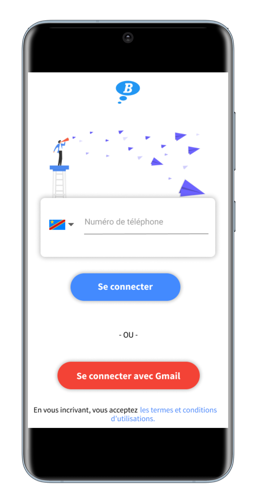 B
Numéro de téléphone
Se connecter
- OU -
Se connecter avec Gmail
En vous incrivant, vous acceptez les termes et conditions
d'utilisations.